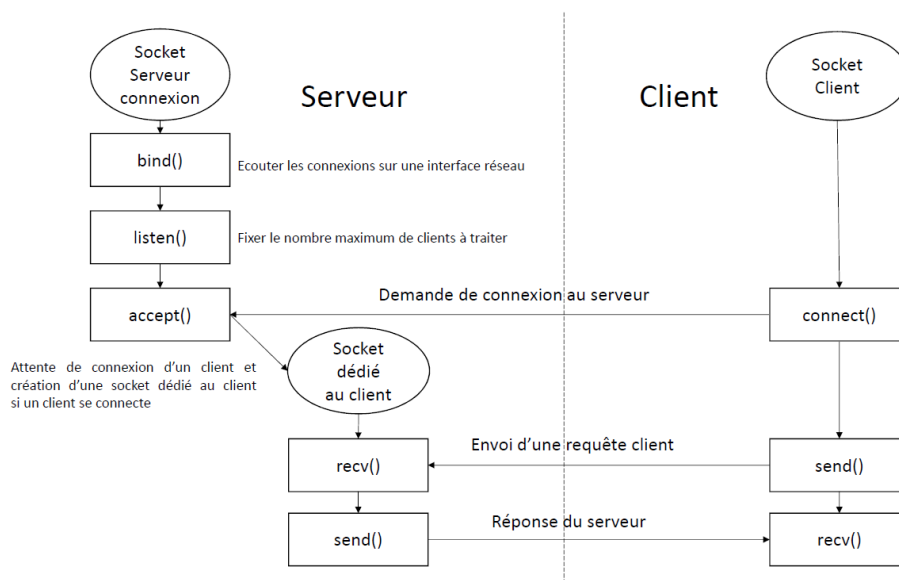 Socket
Serveur
connexion
Serveur
Client
Socket
Client
bind()
Ecouter les connexions sur une interface réseau
listen()
Fixer le nombre maximum de clients à traiter
accept()
Demande de connexion au serveur
connect()
Attente de connexion d'un client et
création d'une socket dédié au client
si un client se connecte
Socket
dédié
au client
recv()
Envoi d'une requête client
send()
send()
Réponse du serveur
recv()